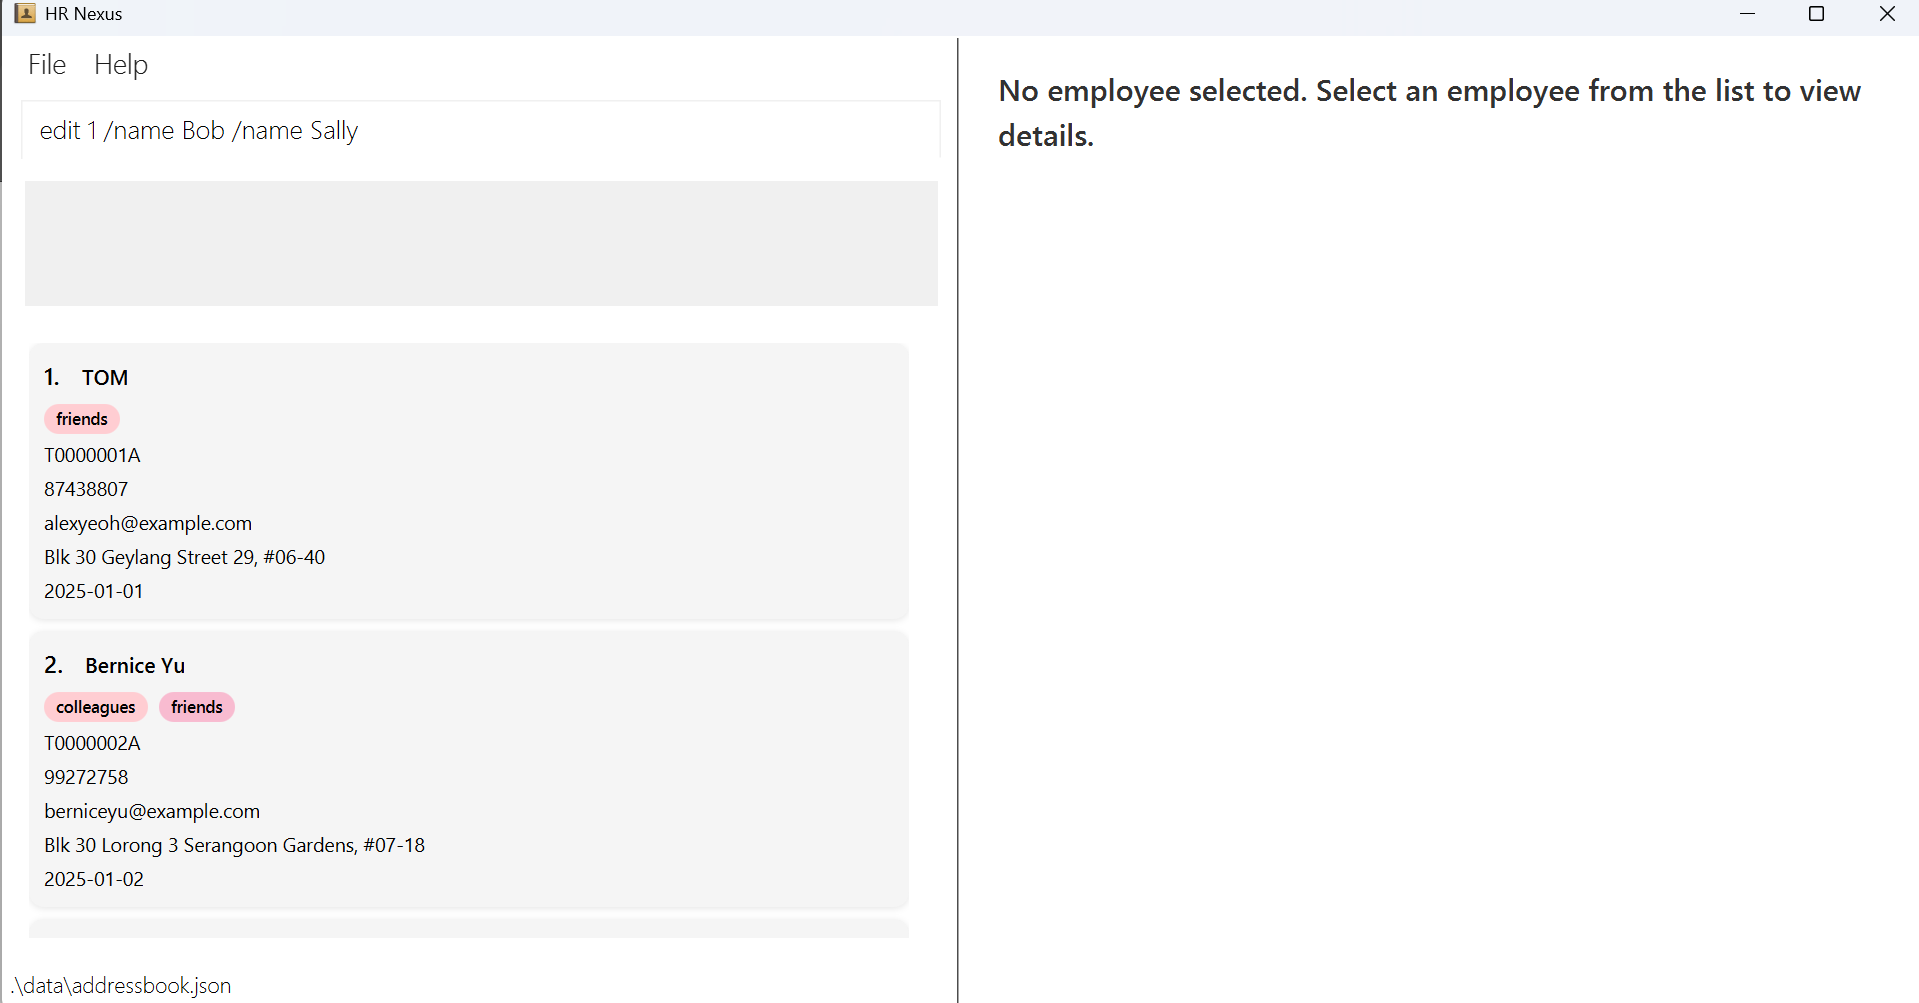 HR Nexus
File Help
edit 1 /name Bob /name Sally
No employee selected. Select an employee from the list to view
details.
1. TOM
friends
T0000001A
87438807
alexyeoh@example.com
Blk 30 Geylang Street 29, #06-40
2025-01-01
2. Bernice Yu
colleagues friends
T0000002A
99272758
berniceyu@example.com
Blk 30 Lorong 3 Serangoon Gardens, #07-18
2025-01-02
.\data\addressbook.json